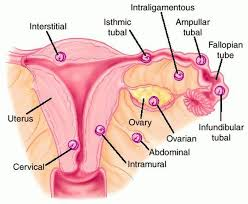 Intraligamentous
Isthmic
tubal
Ampullar
tubal
Interstitial
Fallopian
tube
Uterus
Ovary
Ovarian
Infundibular
tubal
Abdominal
Cervical
Intramural